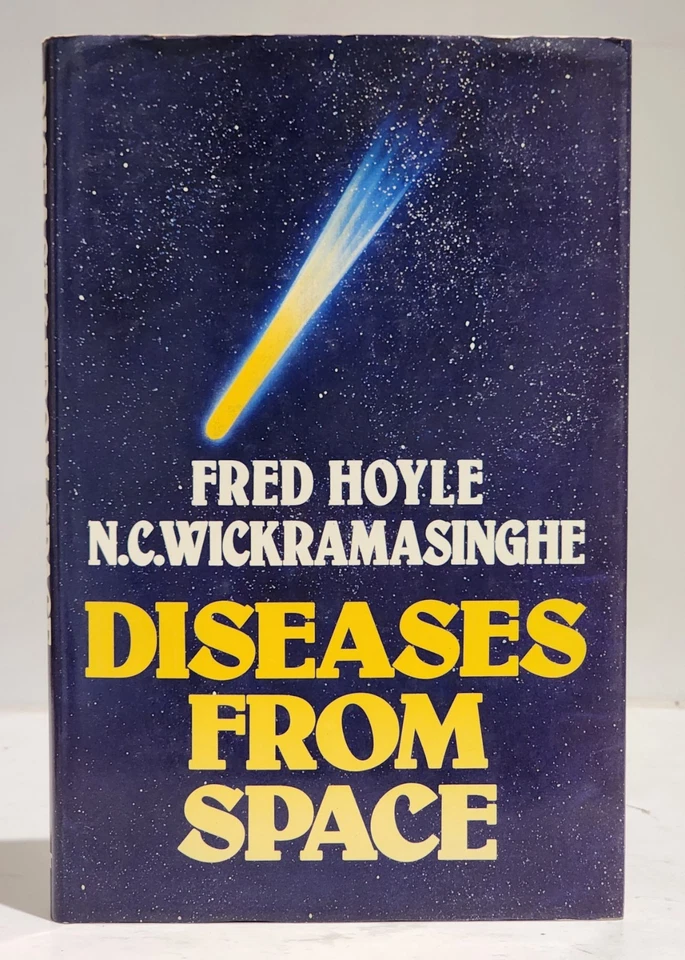 FRED HOYLE
N.C.WICKRAMASINGHE
DISEASES
FROM
SPACE